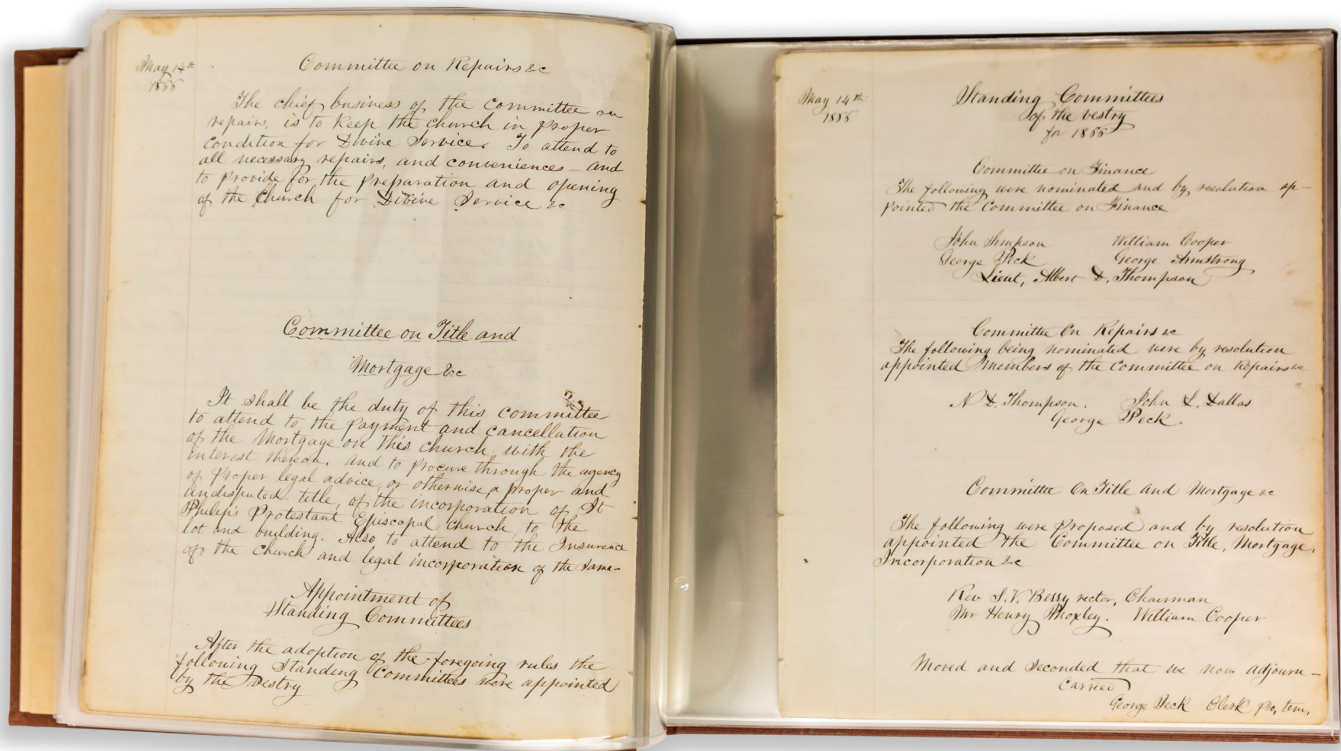 May 14th
1855
Committee on Repairs &c
The chief business of the committee on
repairs, is to keep the church in proper
condition for Divine Service. To attend to
all necessary repairs, and conveniences – and
to provide for the preparation and opening
of the Church for Divine Service &c
Committee on Title and
Mortgage &c
It shall be the duty of this committee
to attend to the payment and cancellation
of the Mortgage on this church, with the
interest thereon. And to procure through the agency
of proper legal advice, or otherwise, a proper and
undisputed title, of the incorporation of St
Philip's Protestant Episcopal church to the
lot and building. Also to attend to the Insurance
of the church and legal incorporation of the same–
Appointment of
Standing Committees
After the adoption of the foregoing rules the
following Standing Committees were appointed
by the Vestry
May 14th
1855
Standing Committees
of the vestry
for 1855
Committee on Finance
The following were nominated and by resolution ap–
pointed the Committee on Finance
John Simpson William Cooper
George Peck George Armstrong
Lieut, Albert D. Thompson
Committee On Repairs &c
The following being nominated were by resolution
appointed Members of the Committee on Repairs &c
N D. Thompson. John L. Dallas
George Peck.
Committee On Title And Mortgage &c
The following were proposed and by resolution
appointed the Committee on Title, Mortgage,
Incorporation &c
Rev S. V. Berry rector, Chairman
Mr Henry Moxley. William Cooper
Moved and Seconded that we now adjourn–
Carried
George Peck Clerk pro, tem,